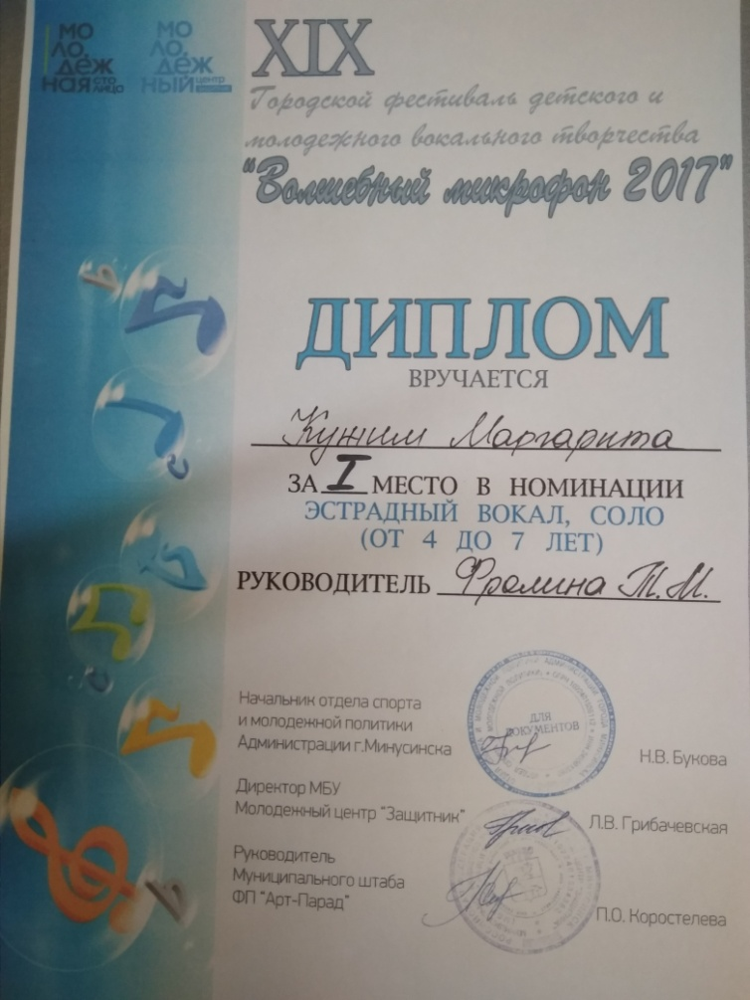 МО
ЛО,
ДЁЖ
НАЯ СТО
ЛИЦА
МО
ЛО,
ДЁЖ
НЫЙ ЦЕНТР
XIX
Городской фестиваль детского и
молодежного вокального творчества
"Волшебный микрофон 2017"
ДИПЛОМ
ВРУЧАЕТСЯ
Кужим Маргарита
ЗА I МЕСТО В НОМИНАЦИИ
ЭСТРАДНЫЙ ВОКАЛ, СОЛО
(ОТ 4 ДО 7 ЛЕТ)
РУКОВОДИТЕЛЬ Фролина Т.М.
Начальник отдела спорта
и молодежной политики
Администрации г.Минусинска
Н.В. Букова
ДЛЯ
ДОКУМЕНТОВ
Директор МБУ
Молодежный центр "Защитник"
Л.В. Грибачевская
Руководитель
Муниципального штаба
ФП "Арт-Парад"
П.О. Коростелева